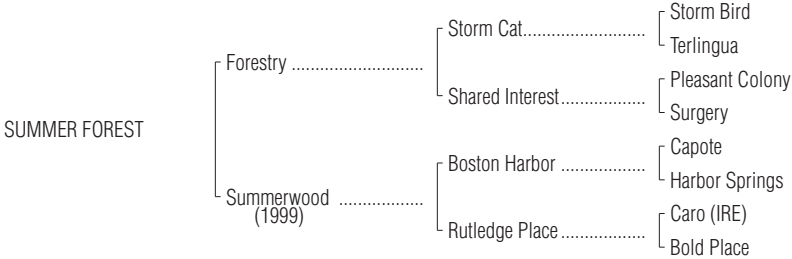 Storm Bird
Storm Cat..........................
Terlingua
Forestry ............................
Pleasant Colony
Shared Interest..................
Surgery
SUMMER FOREST
Capote
Boston Harbor ..................
Harbor Springs
Summerwood ..................
(1999)
Caro (IRE)
Rutledge Place..................
Bold Place